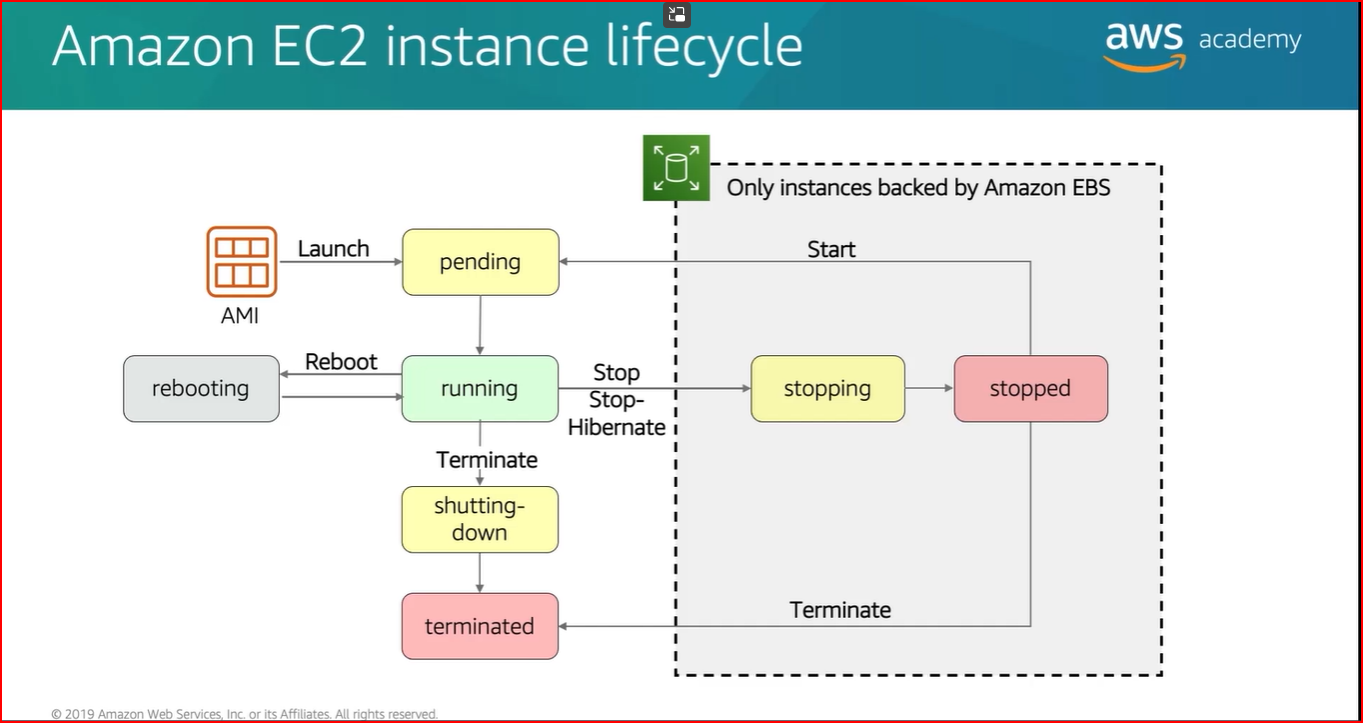 Amazon EC2 instance lifecycle
aws academy
Only instances backed by Amazon EBS
Launch
pending
Start
AMI
Reboot
rebooting
running
Stop
Stop-
Hibernate
stopping
stopped
Terminate
shutting-
down
Terminate
terminated
© 2019 Amazon Web Services, Inc. or its Affiliates. All rights reserved.